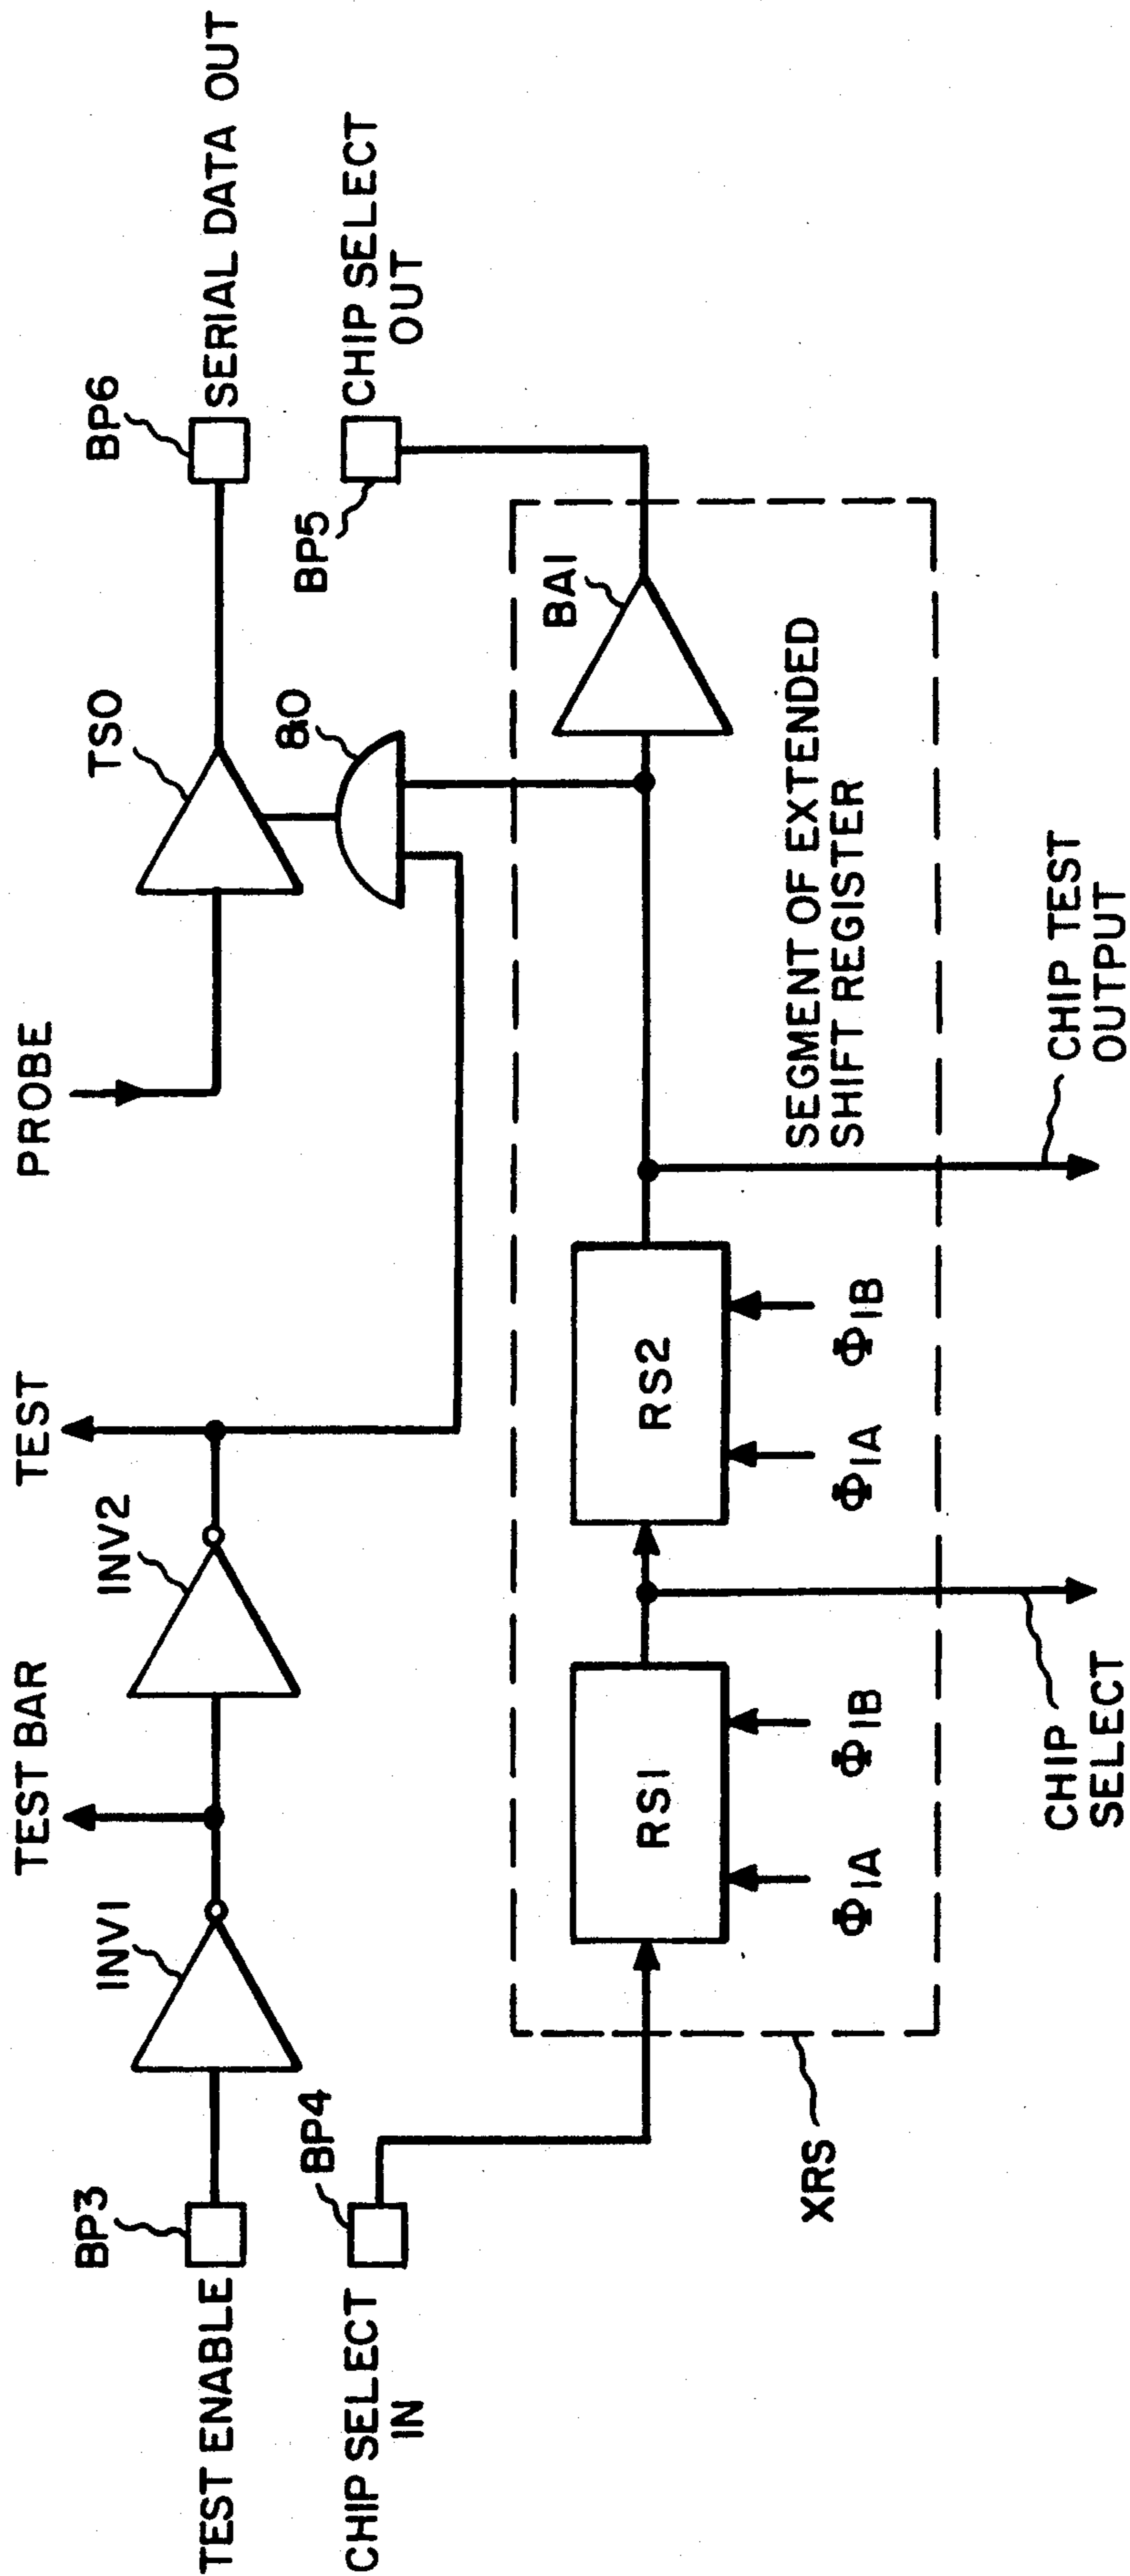 TEST ENABLE
BP3
INV1
TEST BAR
INV2
TEST
PROBE
TSO
BP6
SERIAL DATA OUT
CHIP SELECT
IN
BP4
80
BP5
CHIP SELECT
OUT
XRS
RS1
Φ1A
Φ1B
RS2
Φ1A
Φ1B
BA1
SEGMENT OF EXTENDED
SHIFT REGISTER
CHIP
SELECT
CHIP TEST
OUTPUT